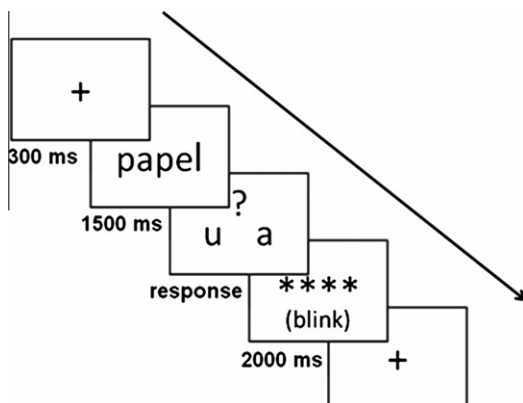 +
300 ms
papel
1500 ms
?
u a
response
****
(blink)
2000 ms
+